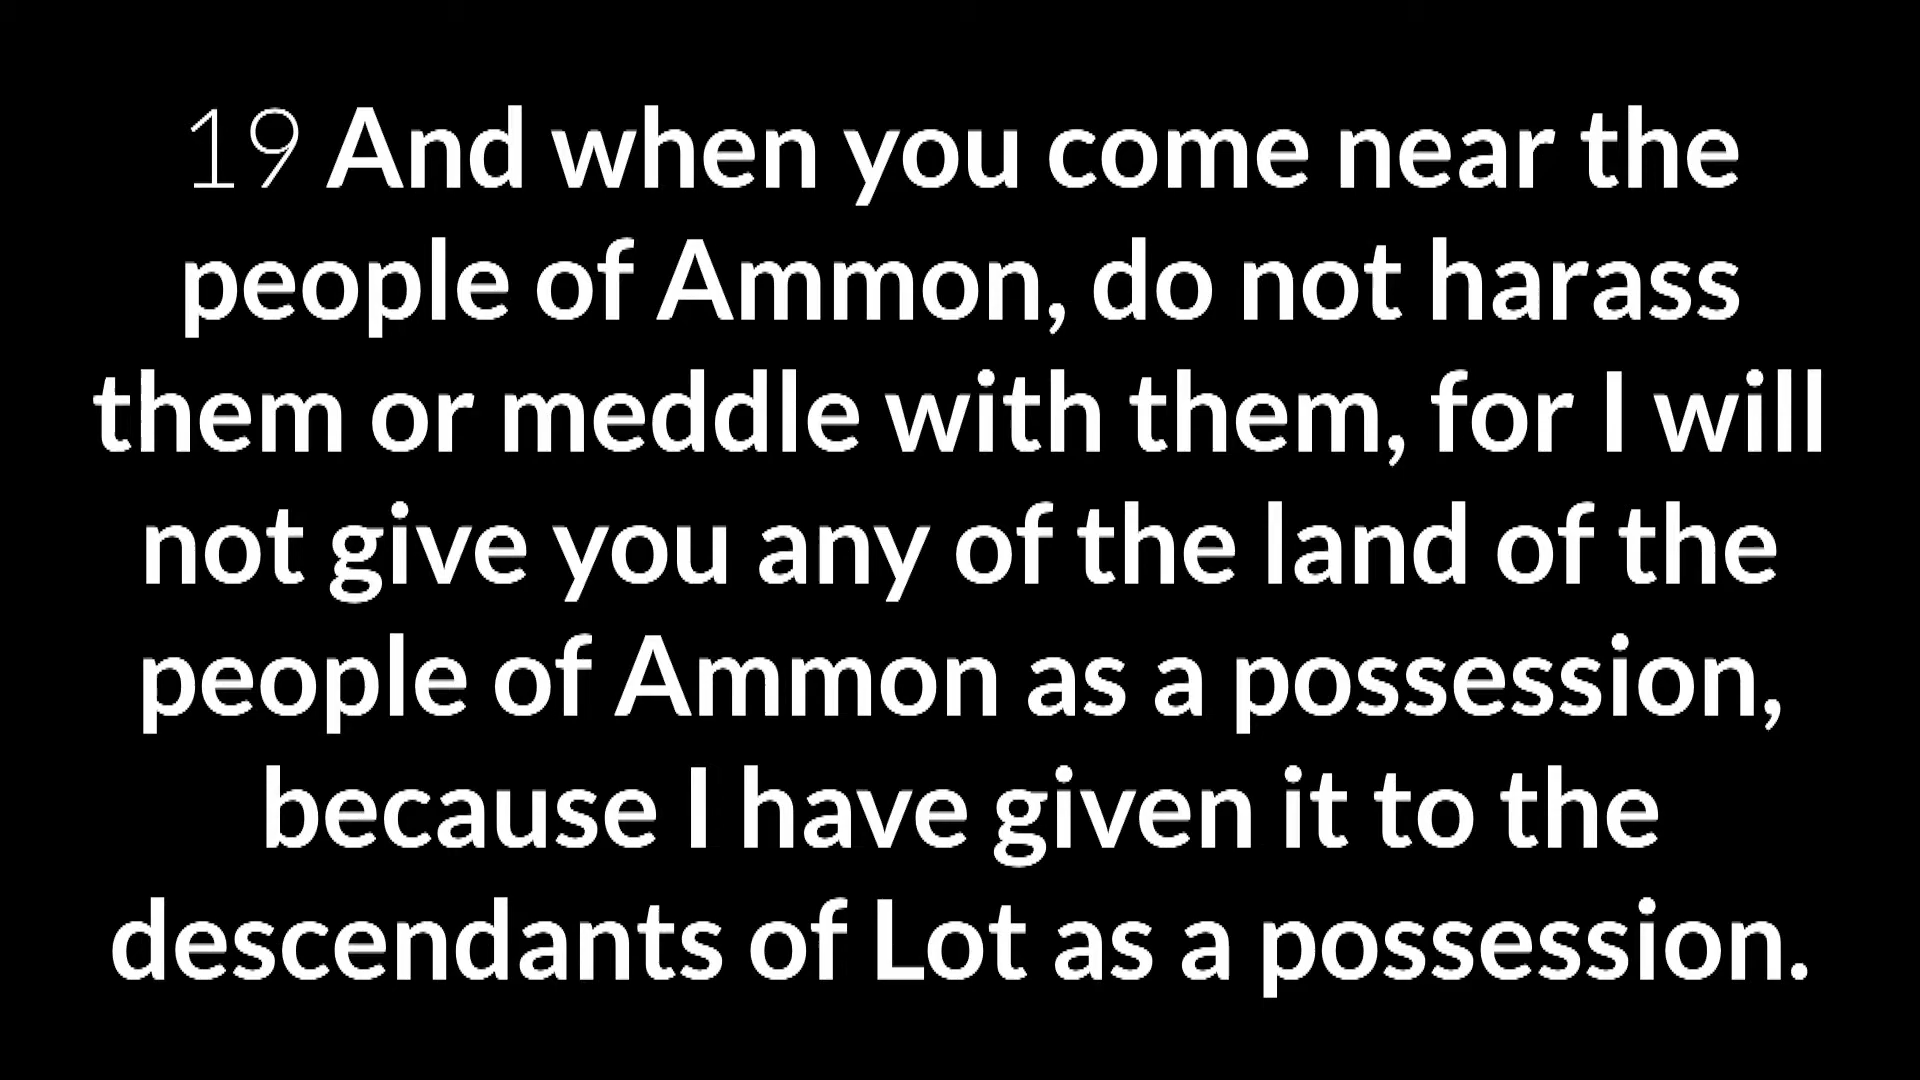 19 And when you come near the
people of Ammon, do not harass
them or meddle with them, for I will
not give you any of the land of the
people of Ammon as a possession,
because I have given it to the
descendants of Lot as a possession.